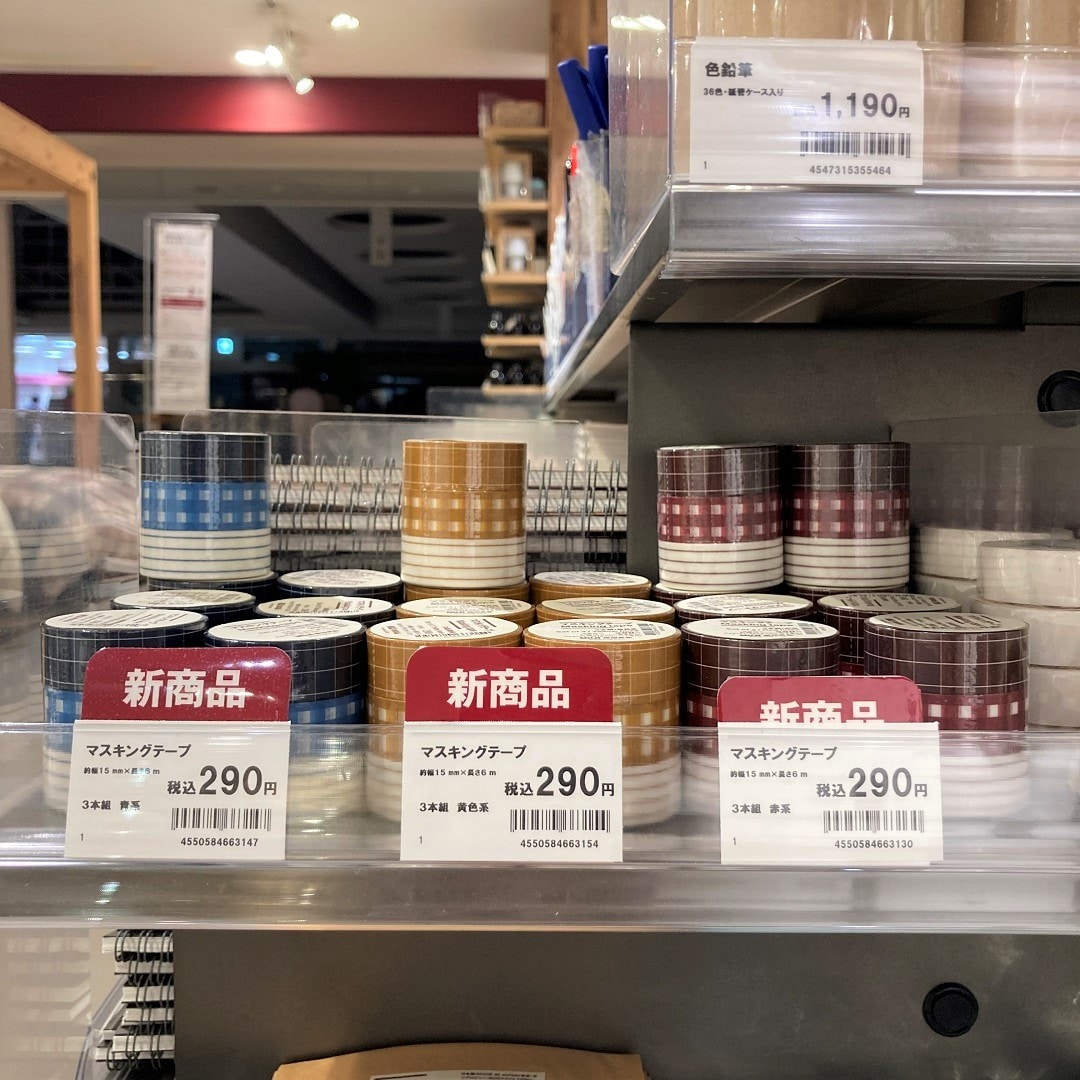 色鉛筆
36色・紙管ケース入り
1,190円
1
4547315355464
新商品
マスキングテープ
約幅15mm×長さ6m
税込290円
3本組 青系
1
4550584663147
新商品
マスキングテープ
約幅15mm×長さ6m
税込290円
3本組 黄色系
1
4550584663154
新商品
マスキングテープ
約幅15mm×長さ6m
税込290円
3本組 赤系
1
4550584663130